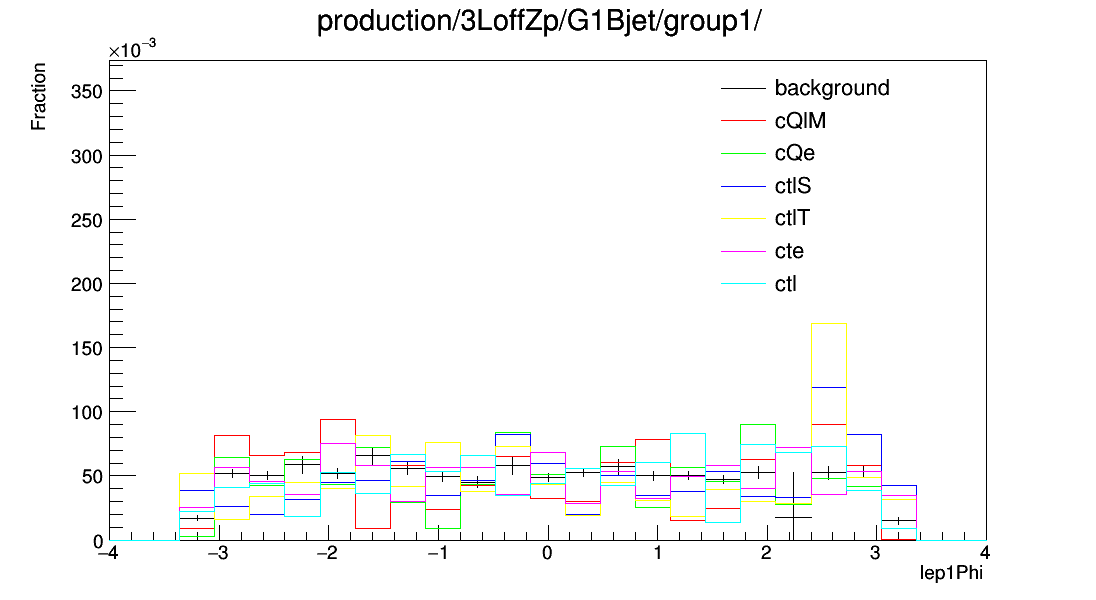 production/3LoffZp/G1Bjet/group1/
×10⁻³
Fraction
350
300
250
200
150
100
50
0
background
cQlM
cQe
ctlS
ctlT
cte
ctl
−4 −3 −2 −1 0 1 2 3 4
lep1Phi